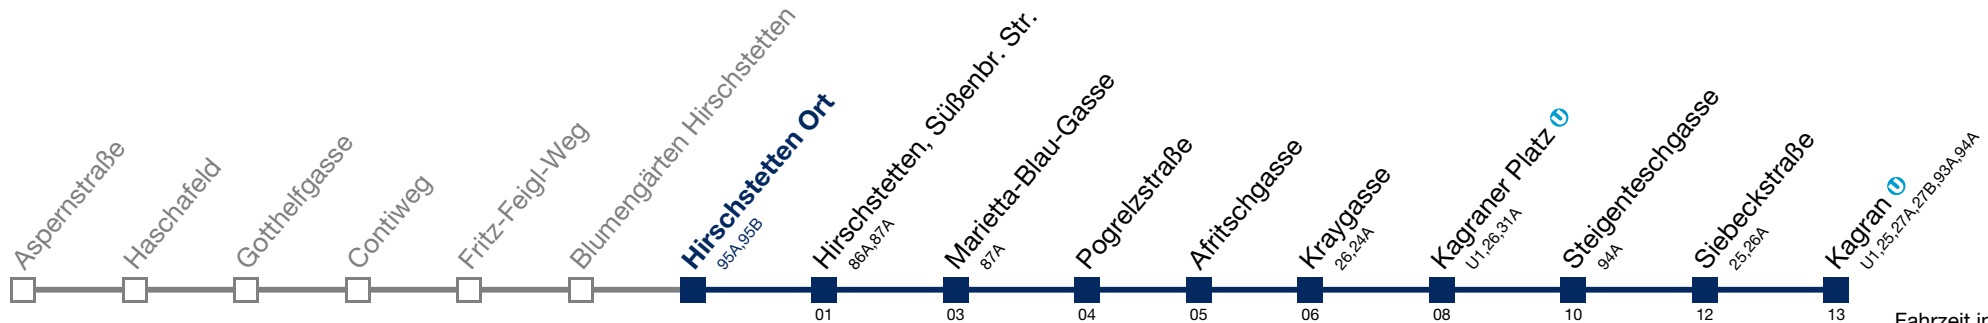 Aspernstraße
Haschafeld
Gotthelfgasse
Contiweg
Fritz-Feigl-Weg
Blumengärten Hirschstetten
Hirschstetten Ort
95A,95B
Hirschstetten, Süßenbr. Str.
86A,87A
Marietta-Blau-Gasse
87A
Pogrelzstraße
Afritschgasse
Kraygasse
26,24A
Kagraner Platz U
U1,26,31A
Steigenteschgasse
94A
Siebeckstraße
25,26A
Kagran U
U1,25,27A,27B,93A,94A
01 03 04 05 06 08 10 12 13
Fahrzeit in